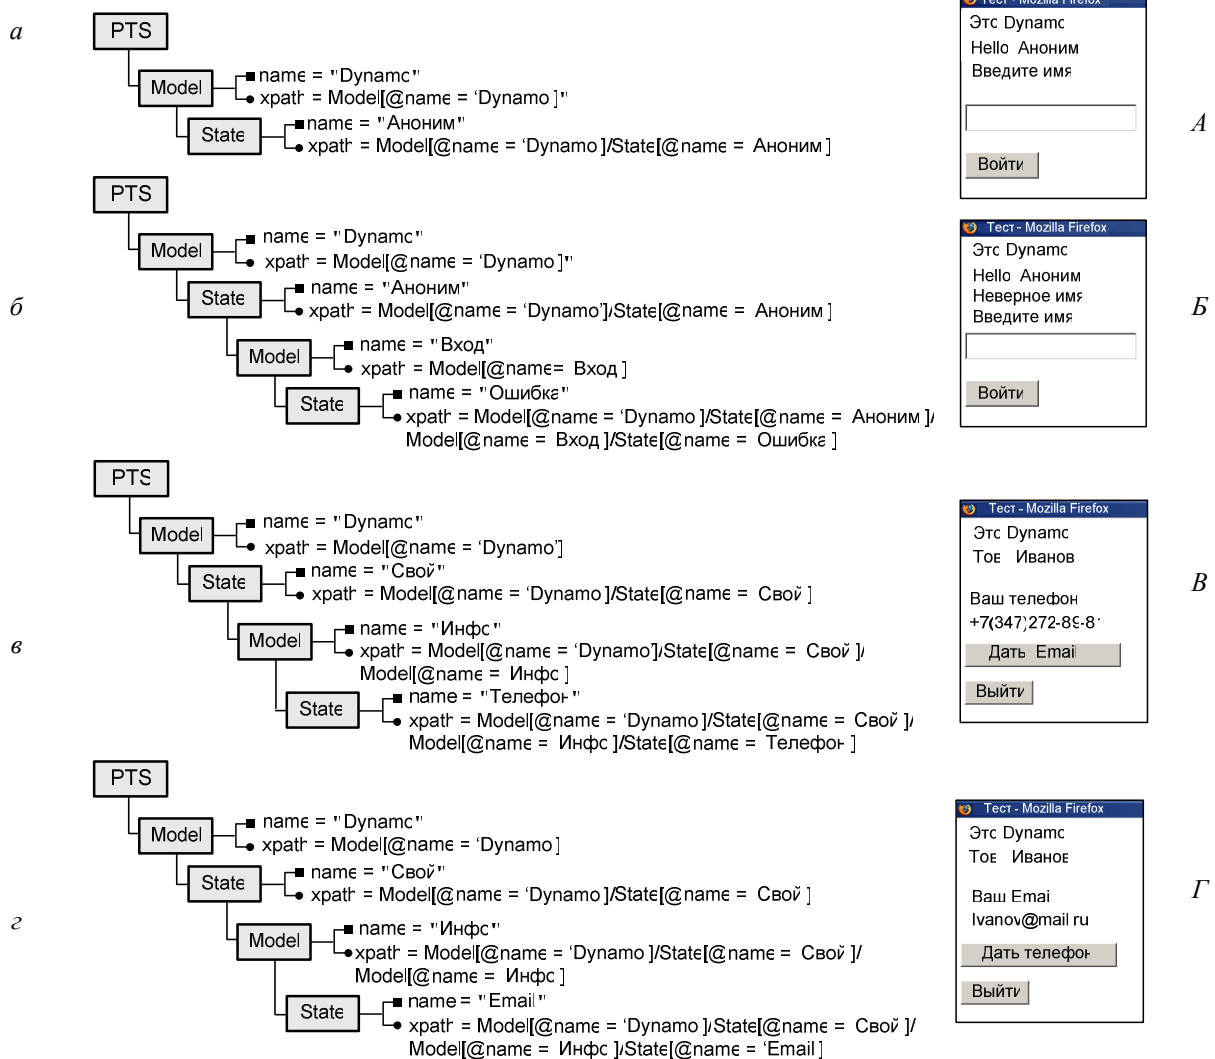 а
PTS
Model
name = "Dynamo"
xpath = Model[@name = 'Dynamo ]"
State
name = "Аноним"
xpath = Model[@name = 'Dynamo ]/State[@name = Аноним ]
Тест - Mozilla Firefox
Это Dynamo
Hello Аноним
Введите имя
Войти
А
б
PTS
Model
name = "Dynamo"
xpath = Model[@name = 'Dynamo ]"
State
name = "Аноним"
xpath = Model[@name = 'Dynamo']/State[@name = Аноним ]
Model
name = "Вход"
xpath = Model[@name= Вход ]
State
name = "Ошибка"
xpath = Model[@name = 'Dynamo ]/State[@name = Аноним ]/
Model[@name = Вход ]/State[@name = Ошибка ]
Тест - Mozilla Firefox
Это Dynamo
Hello Аноним
Неверное имя
Введите имя
Войти
Б
в
PTS
Model
name = "Dynamo"
xpath = Model[@name = 'Dynamo']
State
name = "Свой"
xpath = Model[@name = 'Dynamo ]/State[@name = Свой ]
Model
name = "Инфо"
xpath = Model[@name = 'Dynamo']/State[@name = Свой ]/
Model[@name = Инфо ]
State
name = "Телефон"
xpath = Model[@name = 'Dynamo ]/State[@name = Свой ]/
Model[@name = Инфо ]/State[@name = Телефон ]
Тест - Mozilla Firefox
Это Dynamo
Тов Иванов
Ваш телефон
+7(347)272-89-81
Дать Email
Выйти
В
г
PTS
Model
name = "Dynamo"
xpath = Model[@name = 'Dynamo ]
State
name = "Свой"
xpath = Model[@name = 'Dynamo ]/State[@name = Свой ]
Model
name = "Инфо"
xpath = Model[@name = 'Dynamo ]/State[@name = Свой ]/
Model[@name = Инфо ]
State
name = "Email"
xpath = Model[@name = 'Dynamo ]/State[@name = Свой ]/
Model[@name = Инфо ]/State[@name = 'Email ]
Тест - Mozilla Firefox
Это Dynamo
Тов Иванов
Ваш Email
Ivanov@mail ru
Дать телефон
Выйти
Г